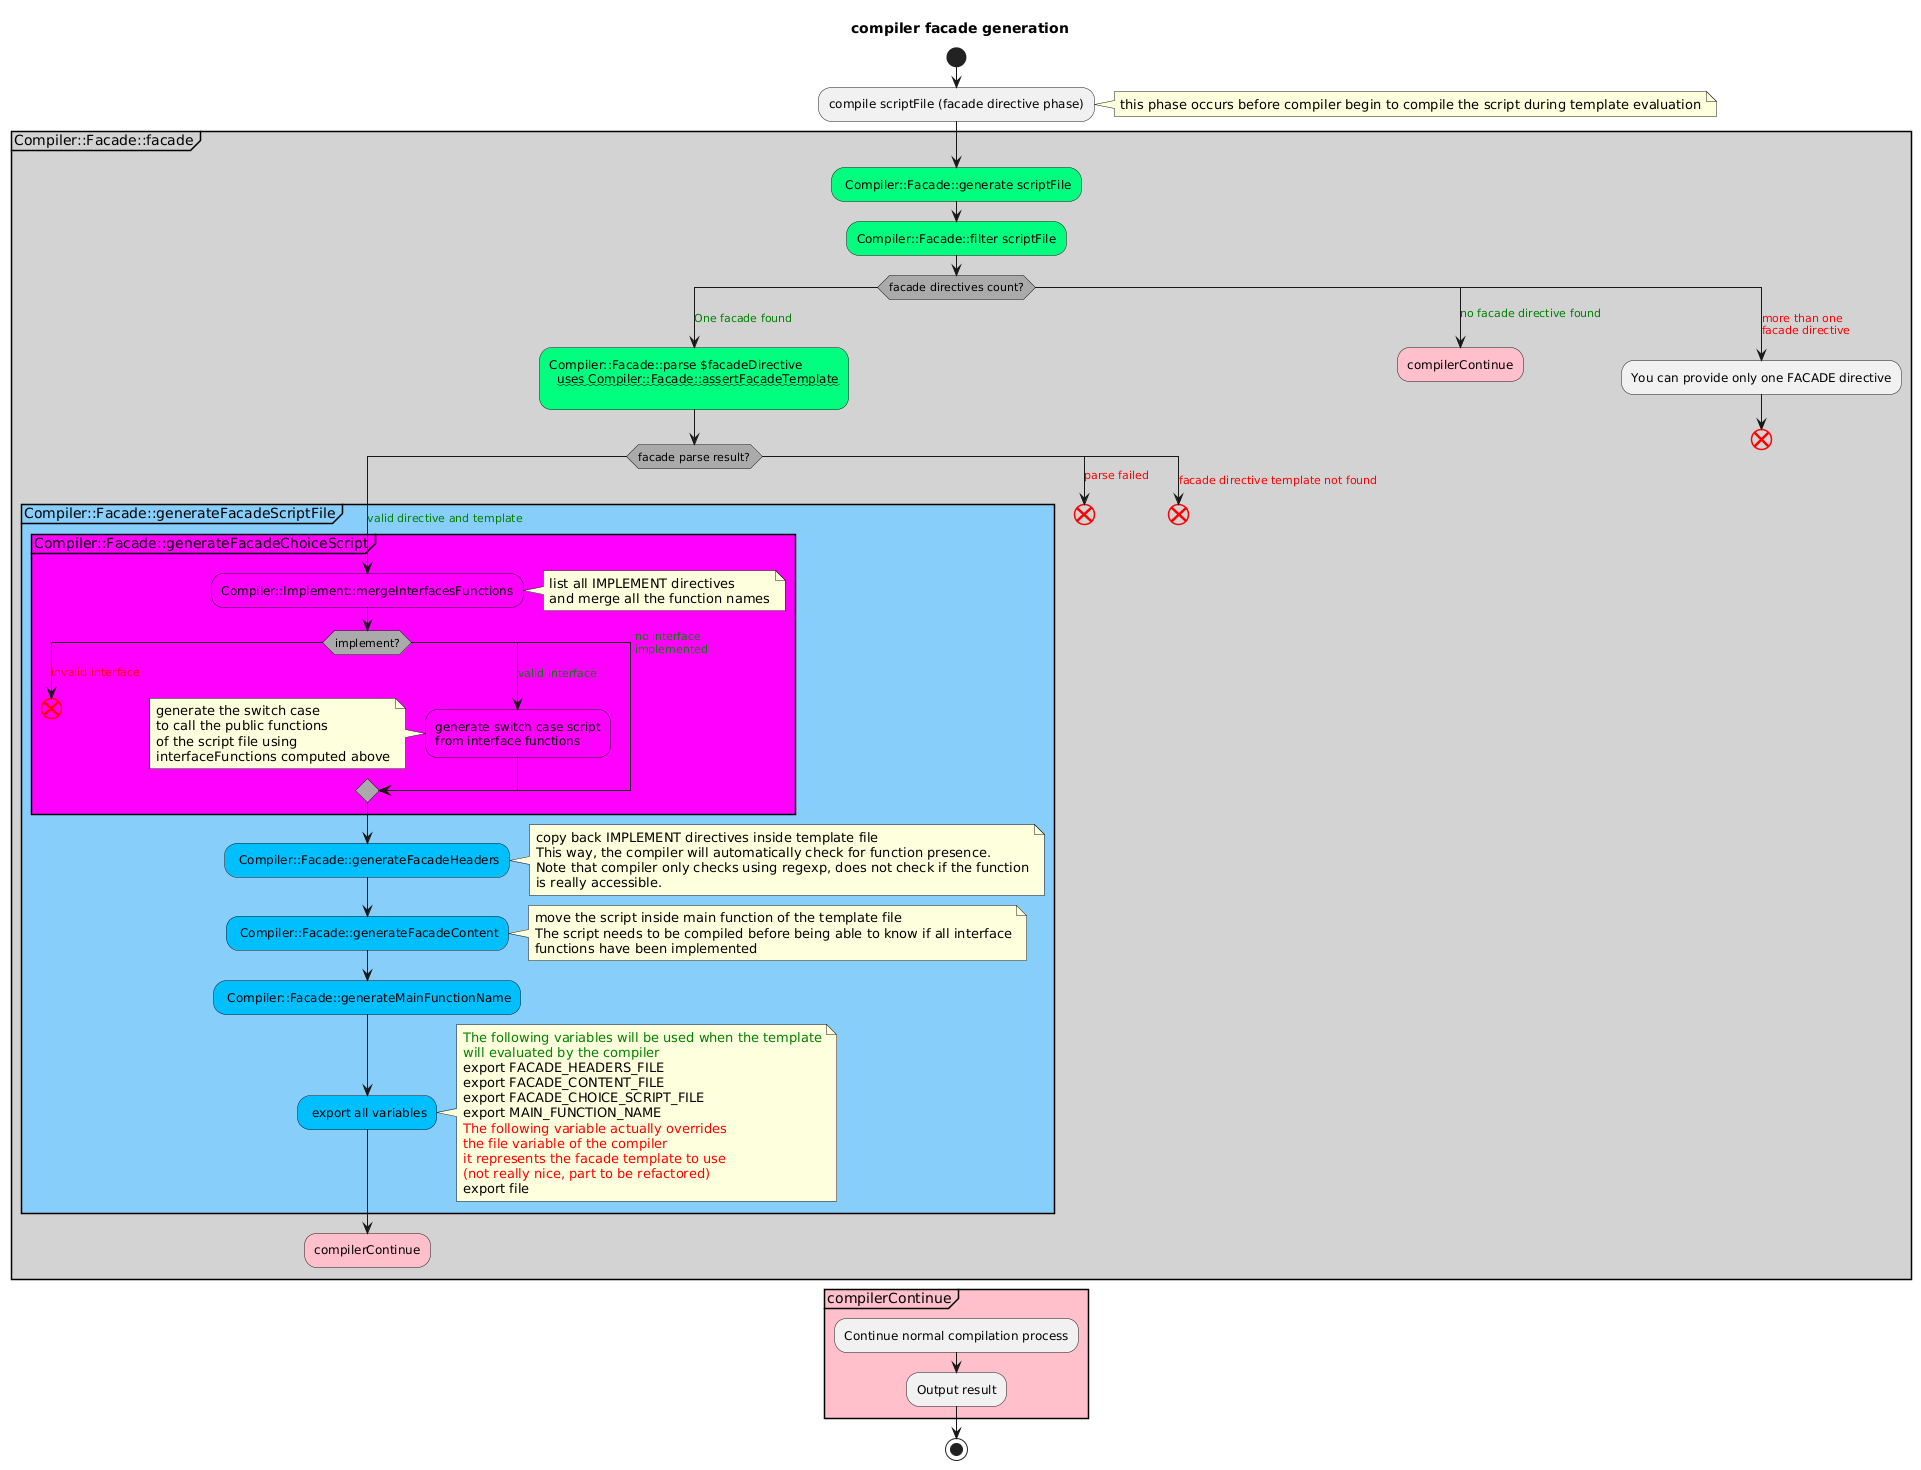 compiler facade generation
compile scriptFile (facade directive phase)
this phase occurs before compiler begin to compile the script during template evaluation
Compiler::Facade::facade
Compiler::Facade::generate scriptFile
Compiler::Facade::filter scriptFile
facade directives count?
One facade found
no facade directive found
more than one
facade directive
Compiler::Facade::parse $facadeDirective
uses Compiler::Facade::assertFacadeTemplate
compilerContinue
You can provide only one FACADE directive
facade parse result?
parse failed
facade directive template not found
Compiler::Facade::generateFacadeScriptFile
valid directive and template
Compiler::Facade::generateFacadeChoiceScript
Compiler::Implement::mergeInterfacesFunctions
list all IMPLEMENT directives
and merge all the function names
implement?
no interface
implemented
invalid interface
valid interface
generate the switch case
to call the public functions
of the script file using
interfaceFunctions computed above
generate switch case script
from interface functions
Compiler::Facade::generateFacadeHeaders
copy back IMPLEMENT directives inside template file
This way, the compiler will automatically check for function presence.
Note that compiler only checks using regexp, does not check if the function
is really accessible.
Compiler::Facade::generateFacadeContent
move the script inside main function of the template file
The script needs to be compiled before being able to know if all interface
functions have been implemented
Compiler::Facade::generateMainFunctionName
export all variables
The following variables will be used when the template
will evaluated by the compiler
export FACADE_HEADERS_FILE
export FACADE_CONTENT_FILE
export FACADE_CHOICE_SCRIPT_FILE
export MAIN_FUNCTION_NAME
The following variable actually overrides
the file variable of the compiler
it represents the facade template to use
(not really nice, part to be refactored)
export file
compilerContinue
compilerContinue
Continue normal compilation process
Output result